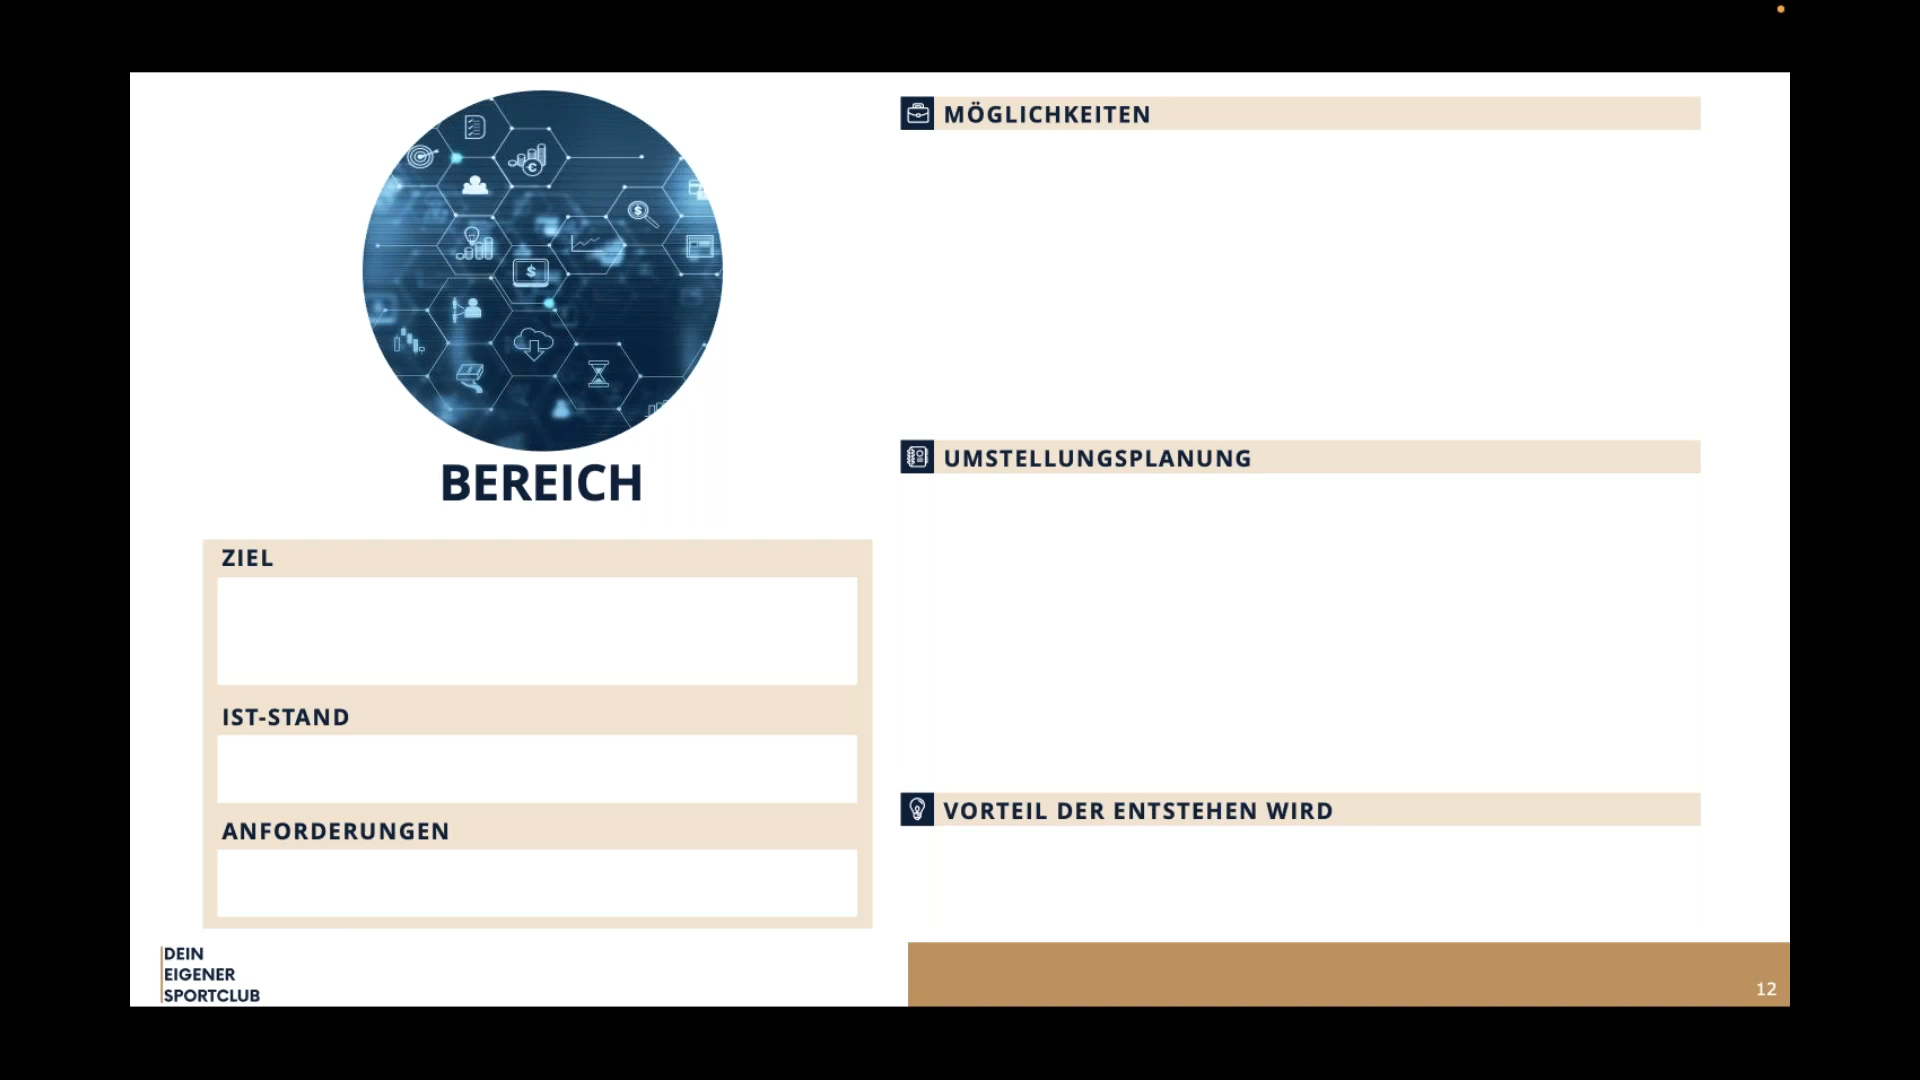 BEREICH
ZIEL
IST-STAND
ANFORDERUNGEN
MÖGLICHKEITEN
UMSTELLUNGSPLANUNG
VORTEIL DER ENTSTEHEN WIRD
DEIN
EIGENER
SPORTCLUB
12